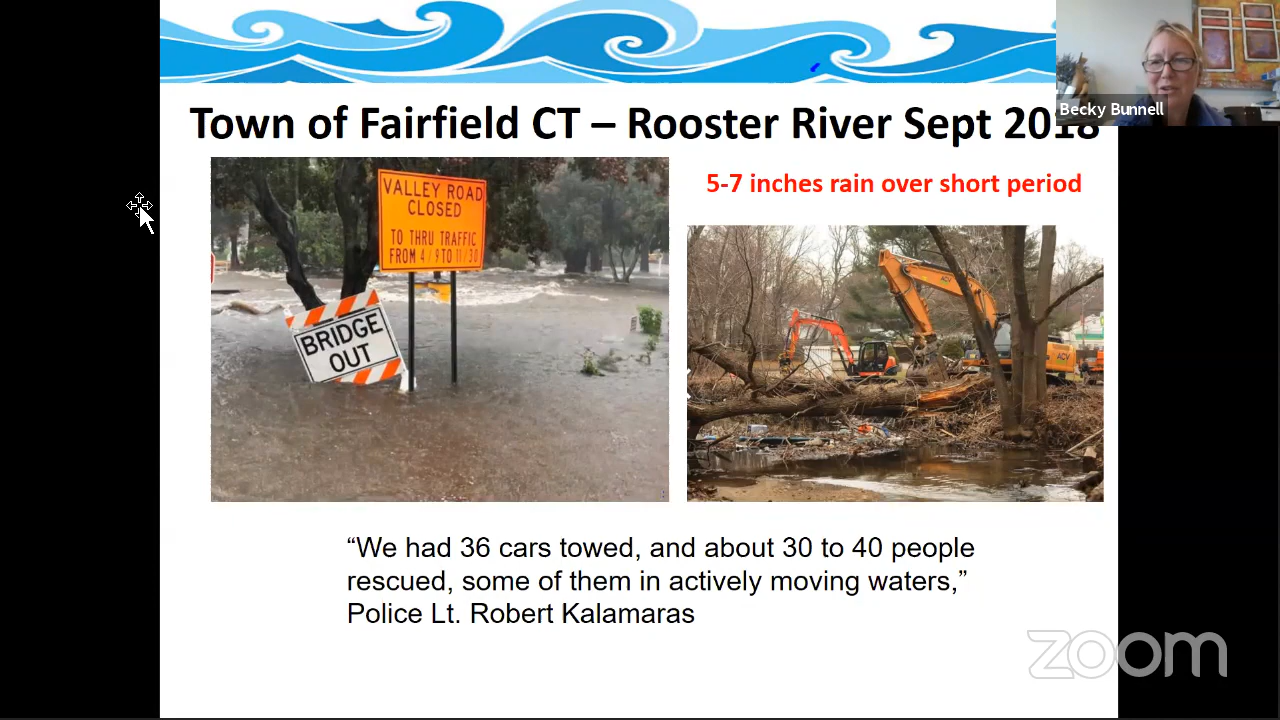 Town of Fairfield CT – Rooster River Sept 2018
Becky Bunnell
5-7 inches rain over short period
VALLEY ROAD
CLOSED
TO THRU TRAFFIC
FROM 4/9 TO 11/30
BRIDGE
OUT
ACV
“We had 36 cars towed, and about 30 to 40 people
rescued, some of them in actively moving waters,”
Police Lt. Robert Kalamaras
zoom